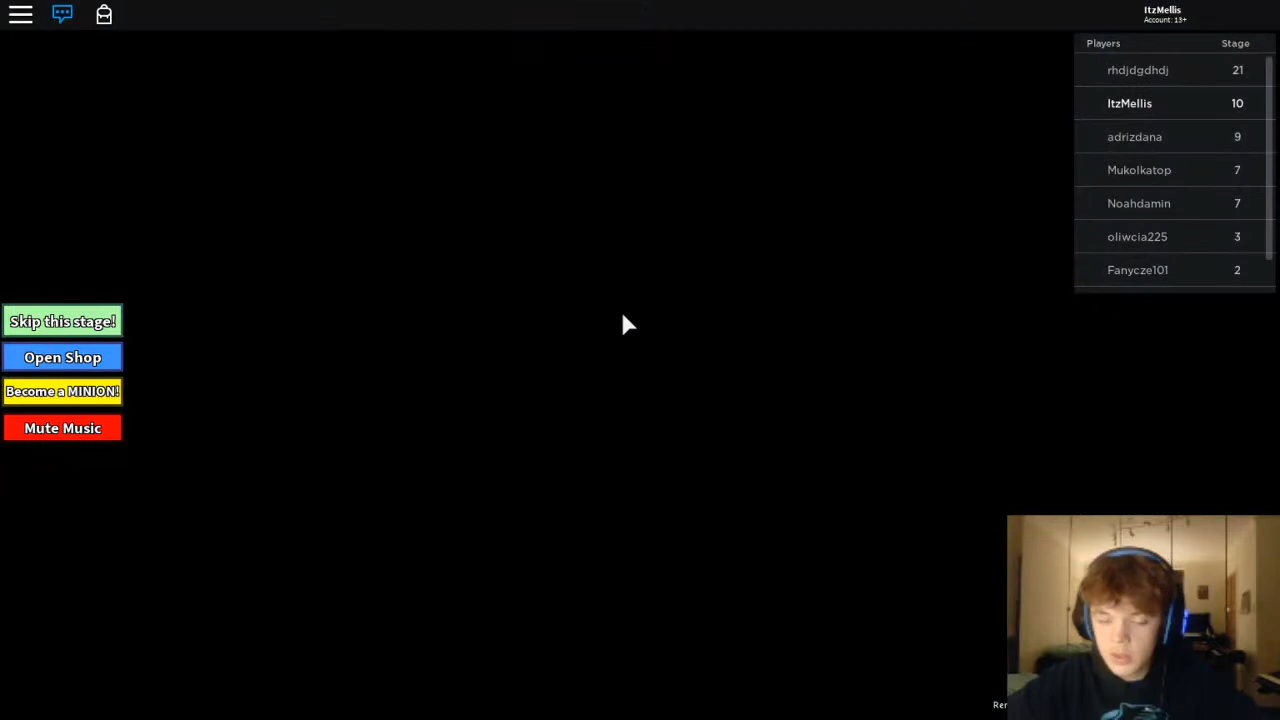 ItzMellis
Account: 13+
Players Stage
rhdjdgdhdj 21
ItzMellis 10
adrizdana 9
Mukolkatop 7
Noahdamin 7
oliwcia225 3
Fanycze101 2
Skip this stage!
Open Shop
Become a MINION!
Mute Music